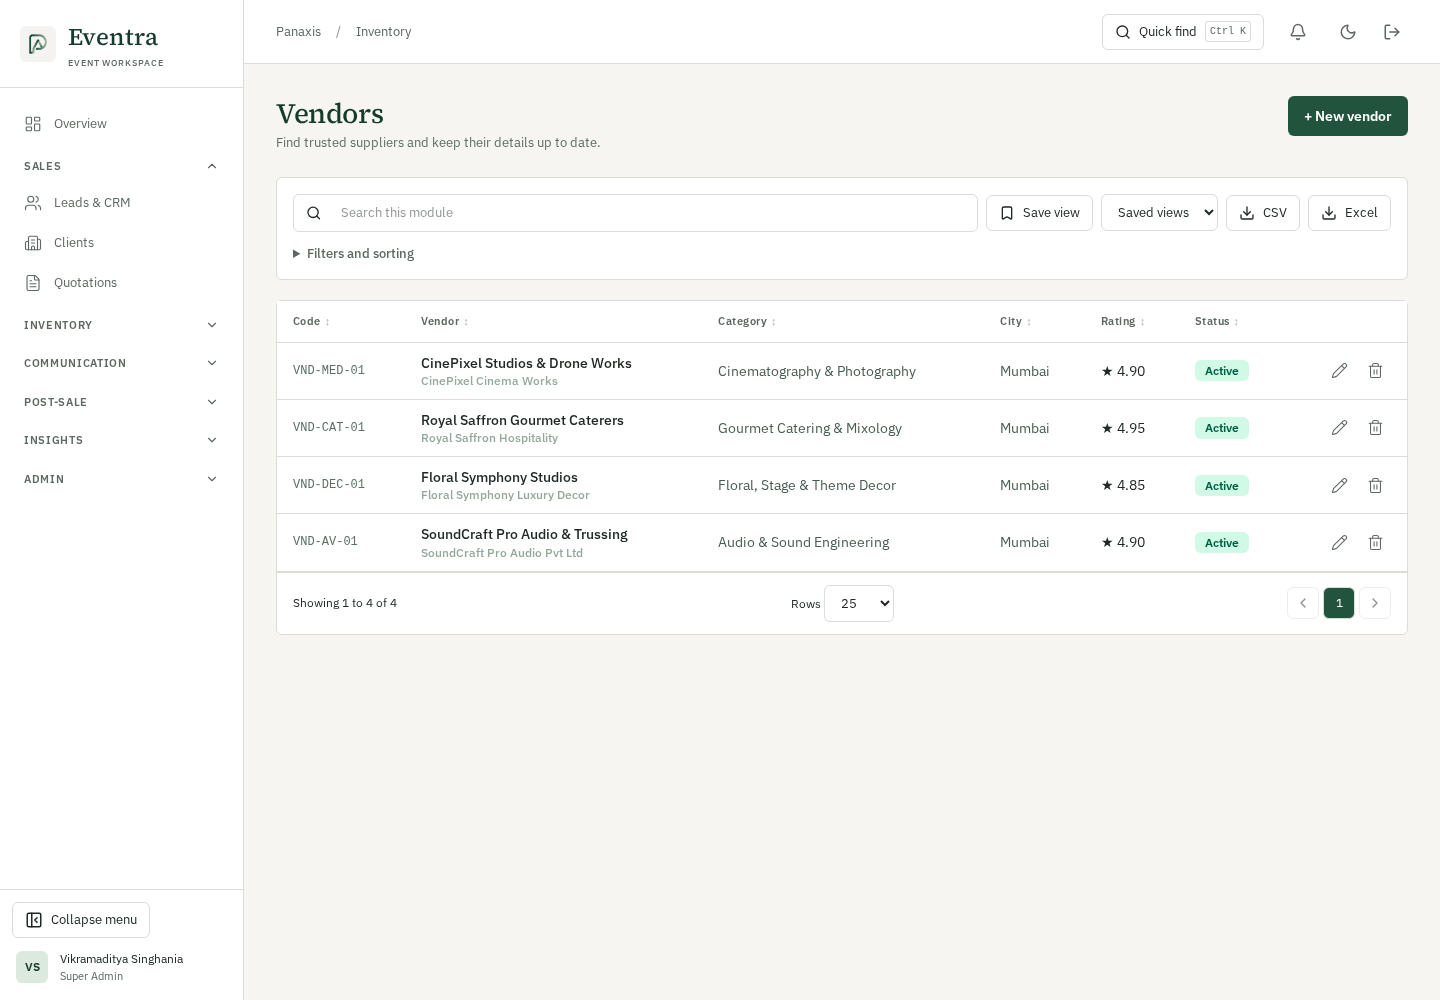 Eventra
EVENT WORKSPACE
Overview
SALES
Leads & CRM
Clients
Quotations
INVENTORY
COMMUNICATION
POST-SALE
INSIGHTS
ADMIN
Collapse menu
VS
Vikramaditya Singhania
Super Admin
Panaxis / Inventory
Quick find Ctrl K
Vendors
Find trusted suppliers and keep their details up to date.
+ New vendor
Search this module
Save view
Saved views
CSV
Excel
Filters and sorting
Code Vendor Category City Rating Status
VND-MED-01 CinePixel Studios & Drone Works Cinematography & Photography Mumbai ★ 4.90 Active
CinePixel Cinema Works
VND-CAT-01 Royal Saffron Gourmet Caterers Gourmet Catering & Mixology Mumbai ★ 4.95 Active
Royal Saffron Hospitality
VND-DEC-01 Floral Symphony Studios Floral, Stage & Theme Decor Mumbai ★ 4.85 Active
Floral Symphony Luxury Decor
VND-AV-01 SoundCraft Pro Audio & Trussing Audio & Sound Engineering Mumbai ★ 4.90 Active
SoundCraft Pro Audio Pvt Ltd
Showing 1 to 4 of 4
Rows 25
1